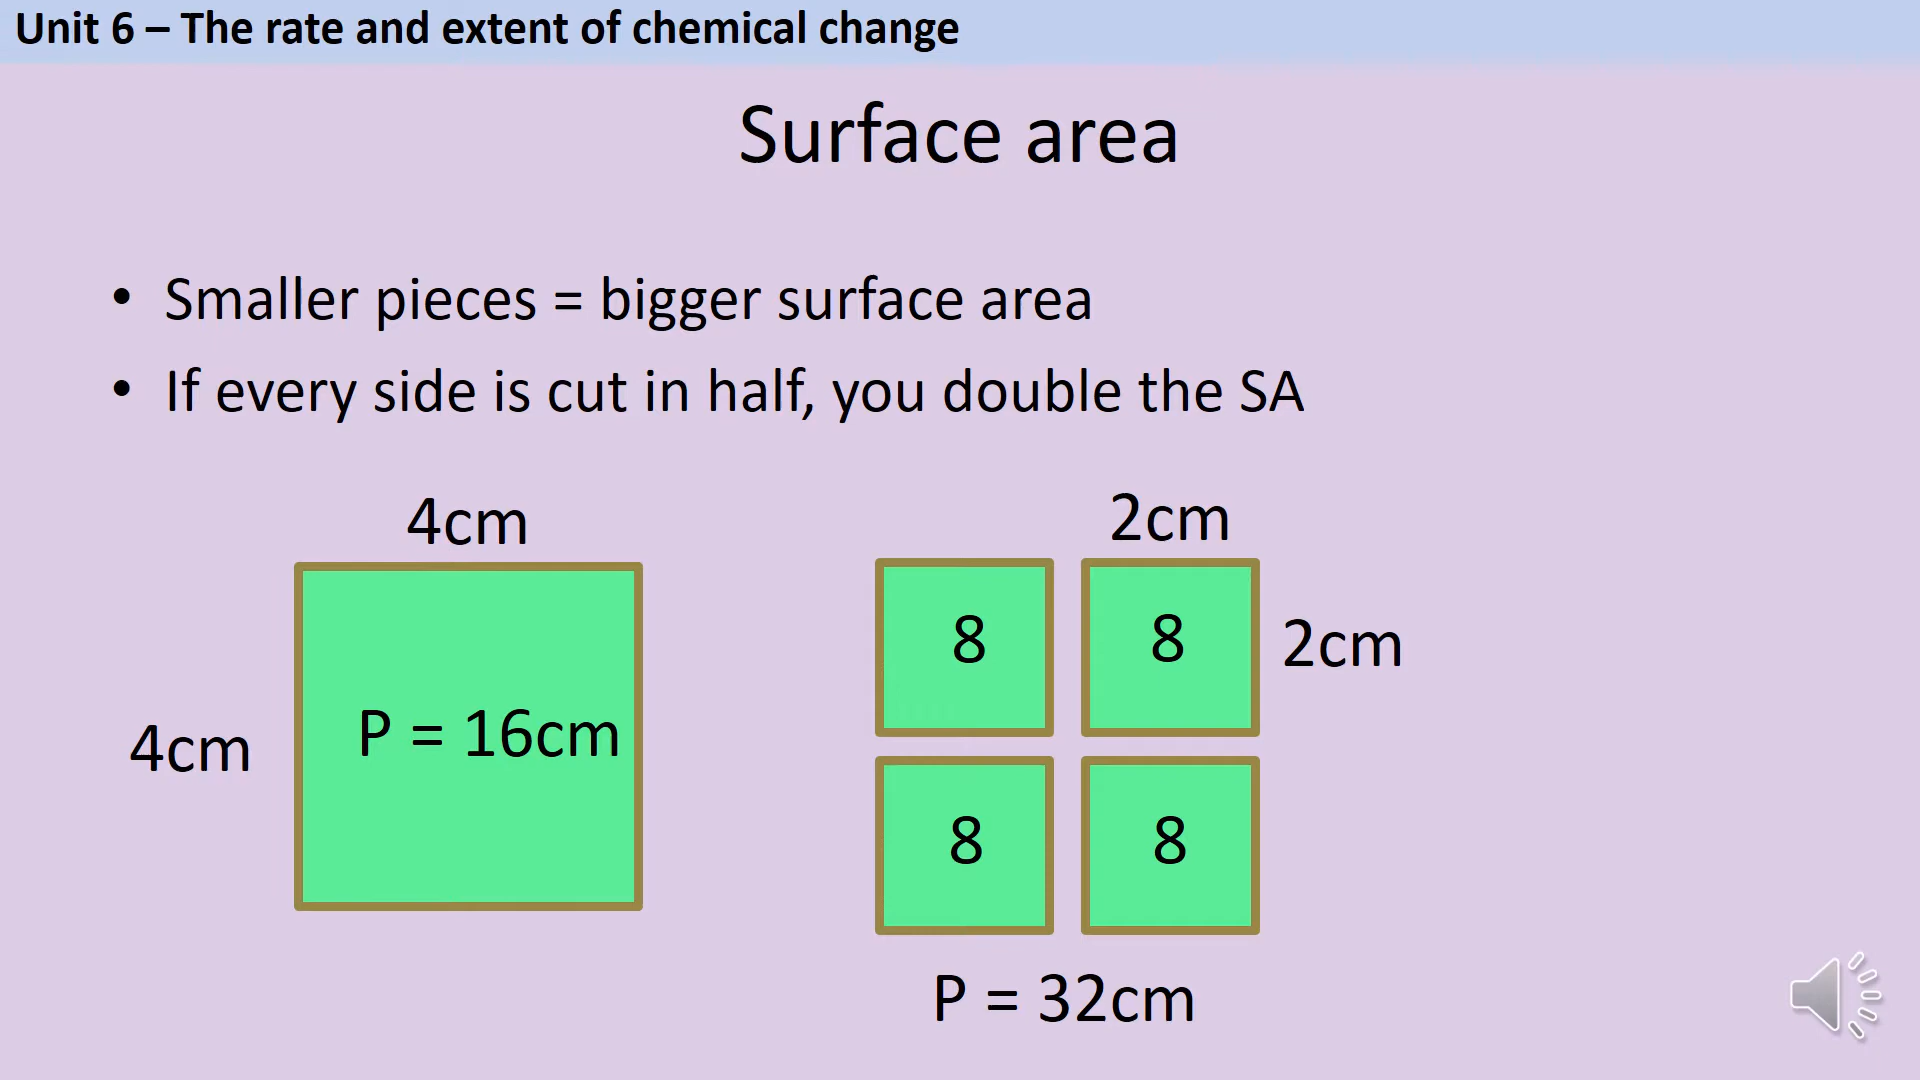 Unit 6 – The rate and extent of chemical change
Surface area
• Smaller pieces = bigger surface area
• If every side is cut in half, you double the SA
4cm
4cm
P = 16cm
2cm
8
8
2cm
8
8
P = 32cm